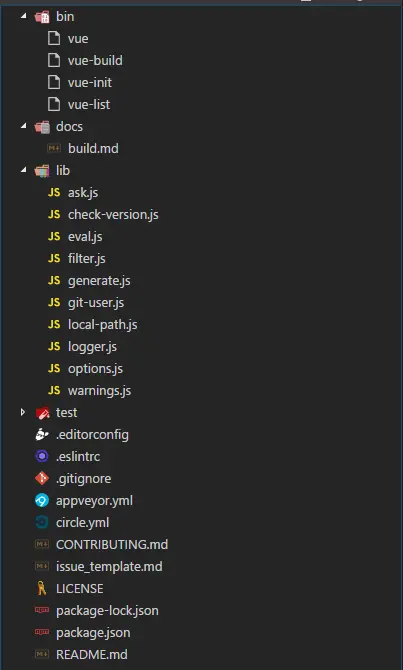 bin
vue
vue-build
vue-init
vue-list
docs
build.md
lib
JS ask.js
JS check-version.js
JS eval.js
JS filter.js
JS generate.js
JS git-user.js
JS local-path.js
JS logger.js
JS options.js
JS warnings.js
test
.editorconfig
.eslintrc
.gitignore
appveyor.yml
circle.yml
CONTRIBUTING.md
issue_template.md
LICENSE
package-lock.json
package.json
README.md